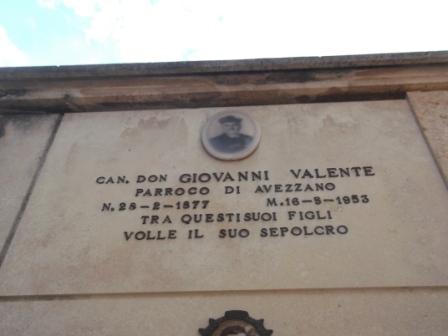 CAN. DON GIOVANNI VALENTE
PARROCO DI AVEZZANO
N. 28-2-1877 M. 16-8-1953
TRA QUESTI SUOI FIGLI
VOLLE IL SUO SEPOLCRO